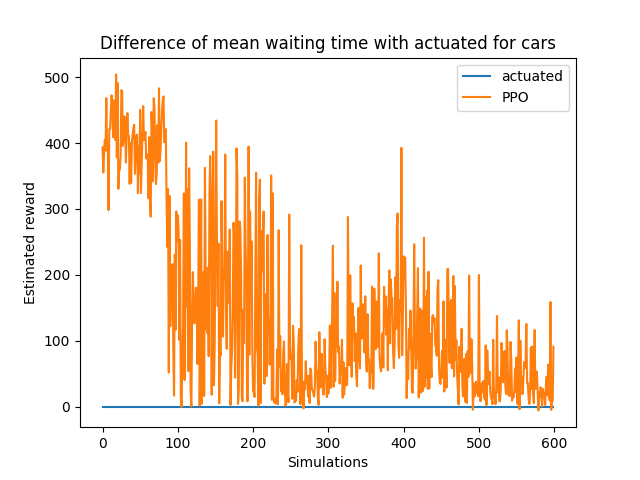 Difference of mean waiting time with actuated for cars
actuated
PPO
Estimated reward
500
400
300
200
100
0
0 100 200 300 400 500 600
Simulations